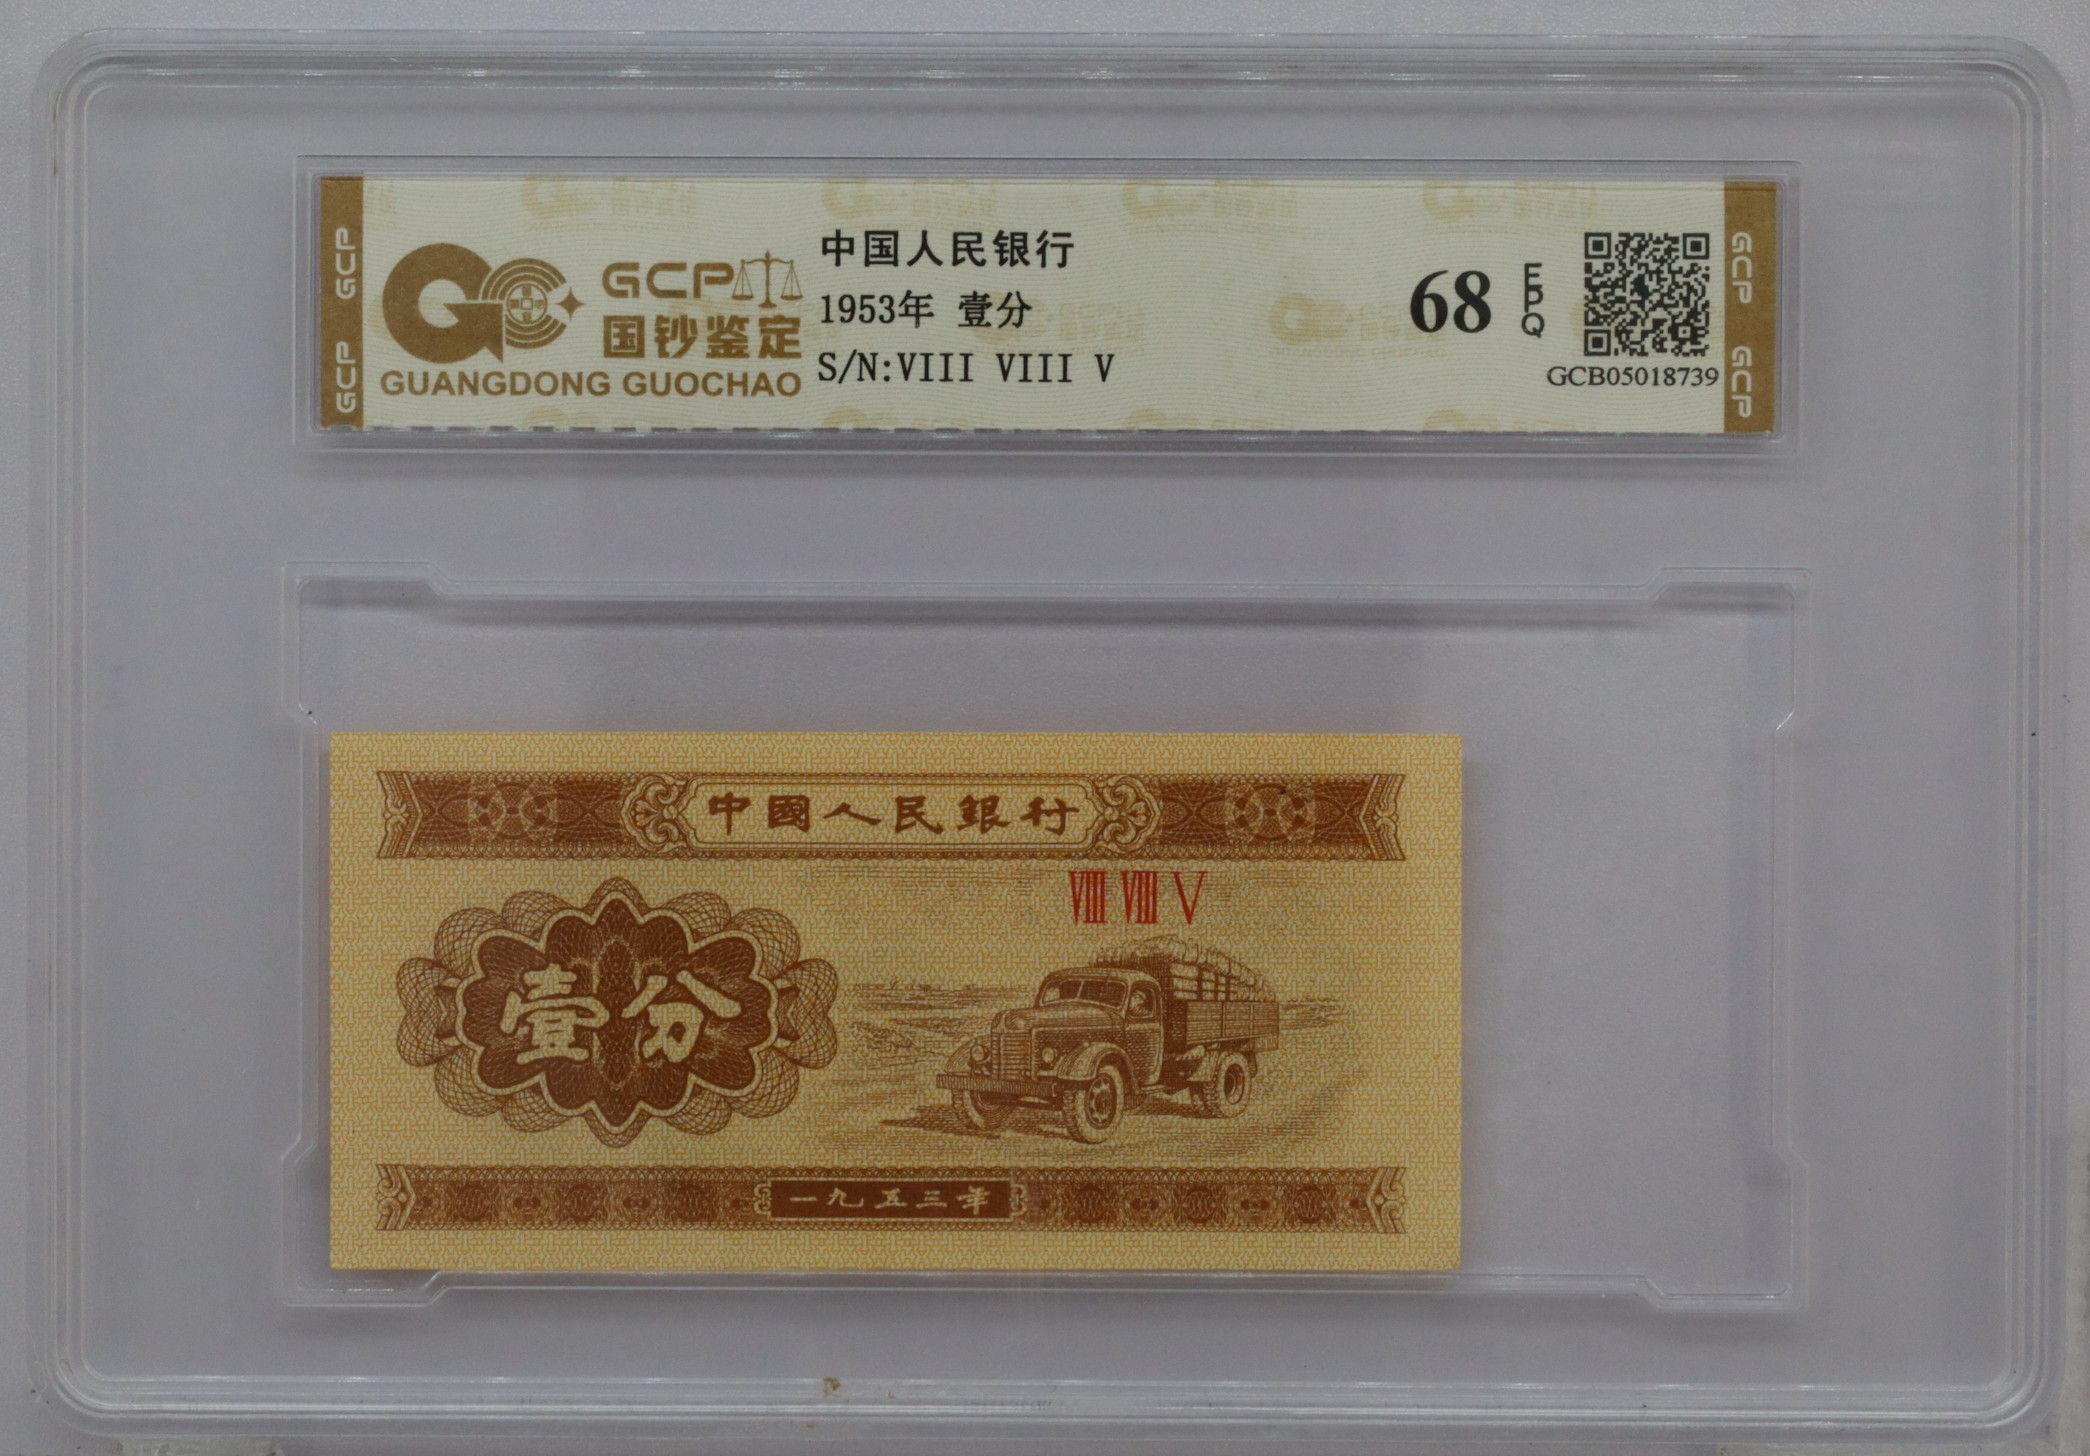 GCP GCP
GCP
国钞鉴定
GUANGDONG GUOCHAO
中国人民银行
1953年 壹分
S/N:VIII VIII V
68 EPQ
GCB05018739
GCP GCP
中國人民銀行
VIII VIII V
壹分
一九五三年